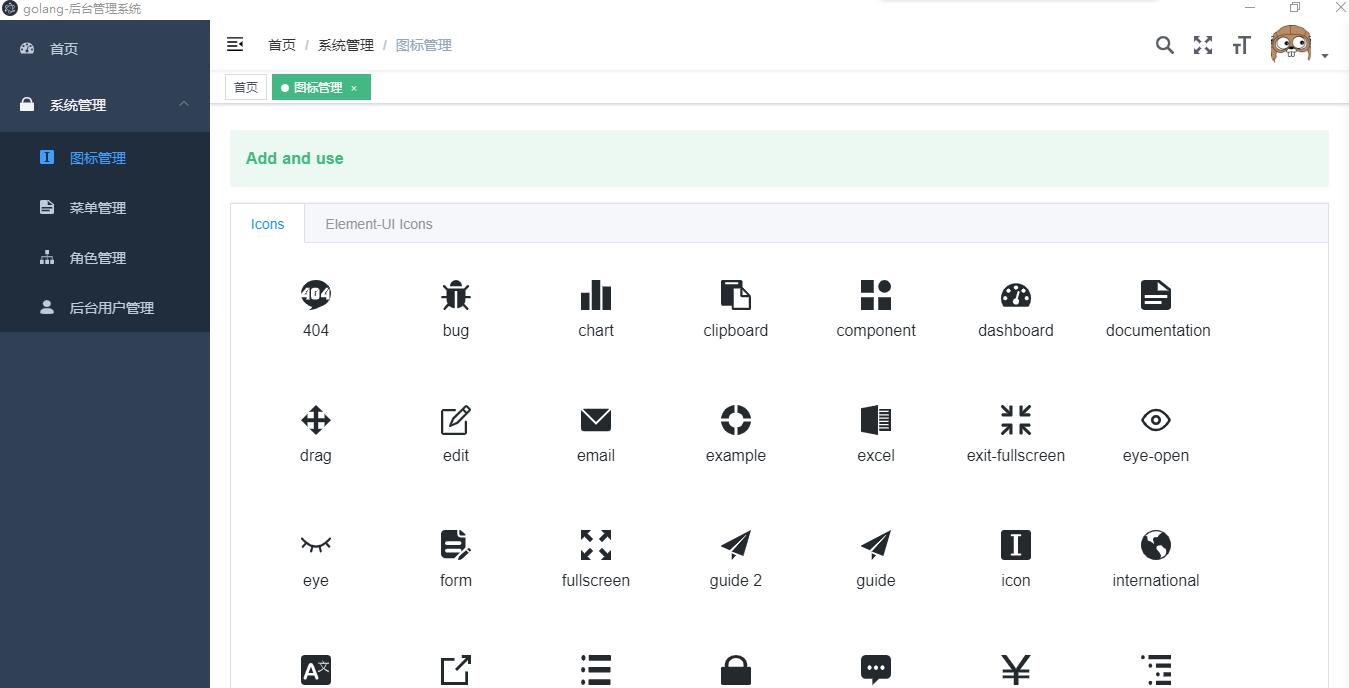 golang-后台管理系统
首页
系统管理
图标管理
菜单管理
角色管理
后台用户管理
首页 / 系统管理 / 图标管理
首页 图标管理 ×
Add and use
Icons Element-UI Icons
404
404 bug chart clipboard component dashboard documentation
drag edit email example excel exit-fullscreen eye-open
eye form fullscreen guide 2 guide icon international
A文